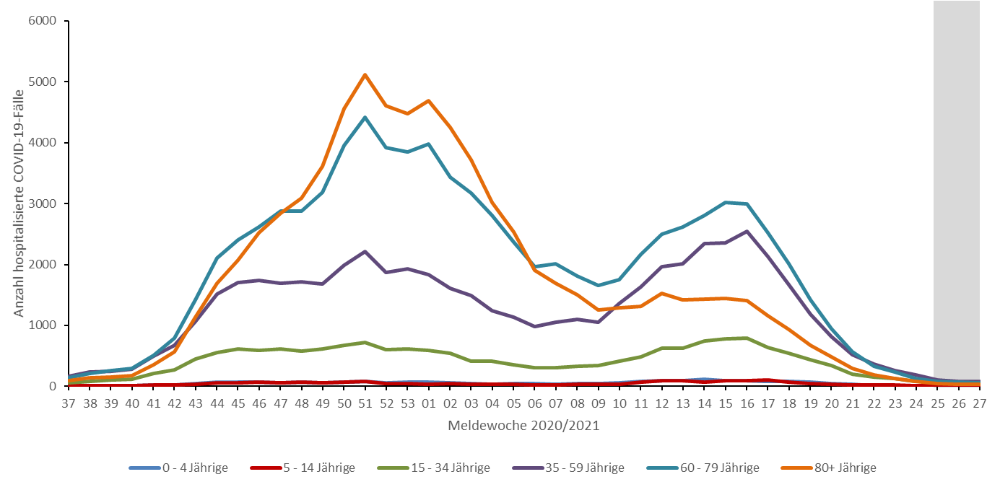 6000
5000
4000
3000
2000
1000
0
Anzahl hospitalisierte COVID-19-Fälle
37 38 39 40 41 42 43 44 45 46 47 48 49 50 51 52 53 01 02 03 04 05 06 07 08 09 10 11 12 13 14 15 16 17 18 19 20 21 22 23 24 25 26 27
Meldewoche 2020/2021
0 - 4 Jährige 5 - 14 Jährige 15 - 34 Jährige 35 - 59 Jährige 60 - 79 Jährige 80+ Jährige